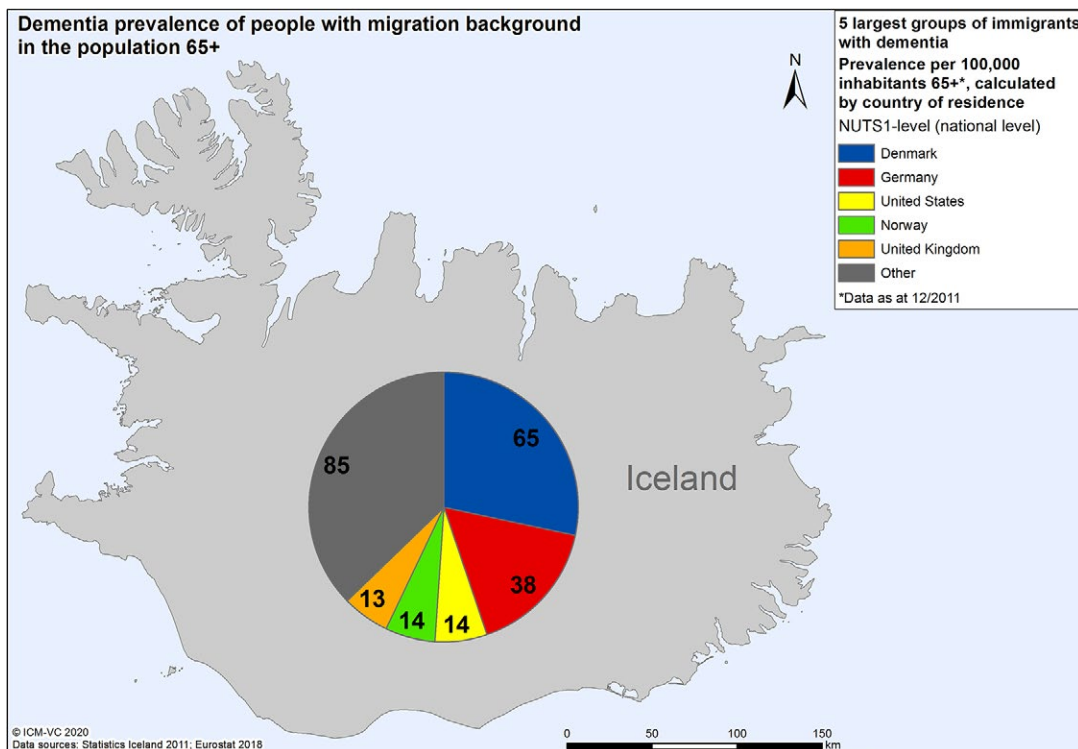 Dementia prevalence of people with migration background
in the population 65+
5 largest groups of immigrants
with dementia
Prevalence per 100,000
inhabitants 65+*, calculated
by country of residence
NUTS1-level (national level)
Denmark
Germany
United States
Norway
United Kingdom
Other
*Data as at 12/2011
N
65
85
Iceland
38
13
14
14
© ICM-VC 2020
Data sources: Statistics Iceland 2011; Eurostat 2018
0 50 100 150
km